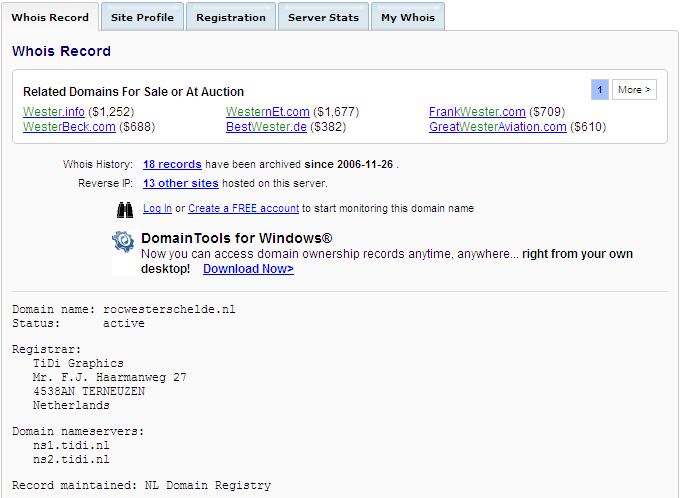 Whois Record Site Profile Registration Server Stats My Whois
Whois Record
Related Domains For Sale or At Auction 1 More >
Wester.info ($1,252) WesternEt.com ($1,677) FrankWester.com ($709)
WesterBeck.com ($688) BestWester.de ($382) GreatWesterAviation.com ($610)
Whois History: 18 records have been archived since 2006-11-26 .
Reverse IP: 13 other sites hosted on this server.
Log In or Create a FREE account to start monitoring this domain name
DomainTools for Windows®
Now you can access domain ownership records anytime, anywhere... right from your own
desktop! Download Now>
Domain name: rocwesterschelde.nl
Status: active
Registrar:
TiDi Graphics
Mr. F.J. Haarmanweg 27
4538AN TERNEUZEN
Netherlands
Domain nameservers:
ns1.tidi.nl
ns2.tidi.nl
Record maintained: NL Domain Registry